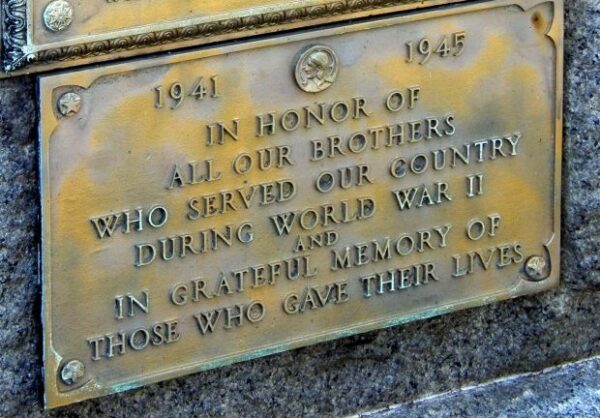 1941 1945
IN HONOR OF
ALL OUR BROTHERS
WHO SERVED OUR COUNTRY
DURING WORLD WAR II
AND
IN GRATEFUL MEMORY OF
THOSE WHO GAVE THEIR LIVES